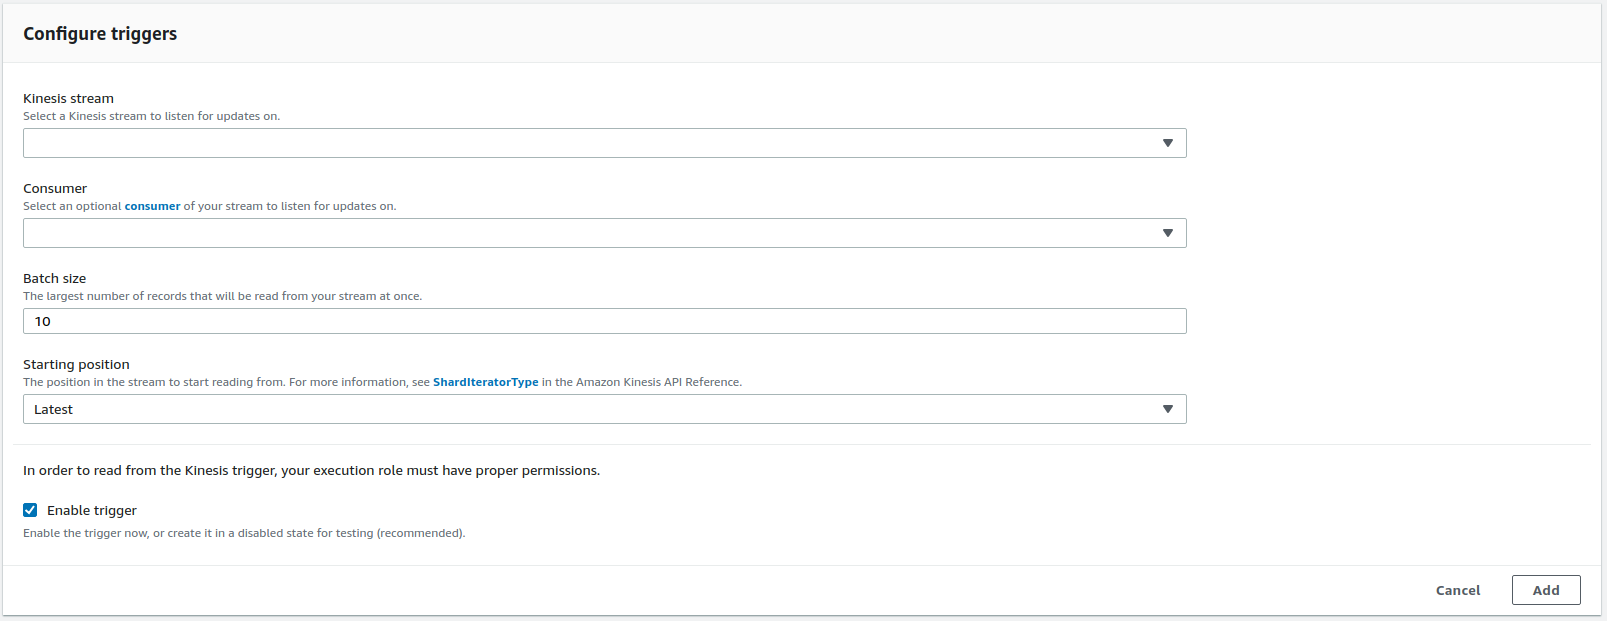 Configure triggers
Kinesis stream
Select a Kinesis stream to listen for updates on.
Consumer
Select an optional consumer of your stream to listen for updates on.
Batch size
The largest number of records that will be read from your stream at once.
10
Starting position
The position in the stream to start reading from. For more information, see ShardIteratorType in the Amazon Kinesis API Reference.
Latest
In order to read from the Kinesis trigger, your execution role must have proper permissions.
Enable trigger
Enable the trigger now, or create it in a disabled state for testing (recommended).
Cancel Add